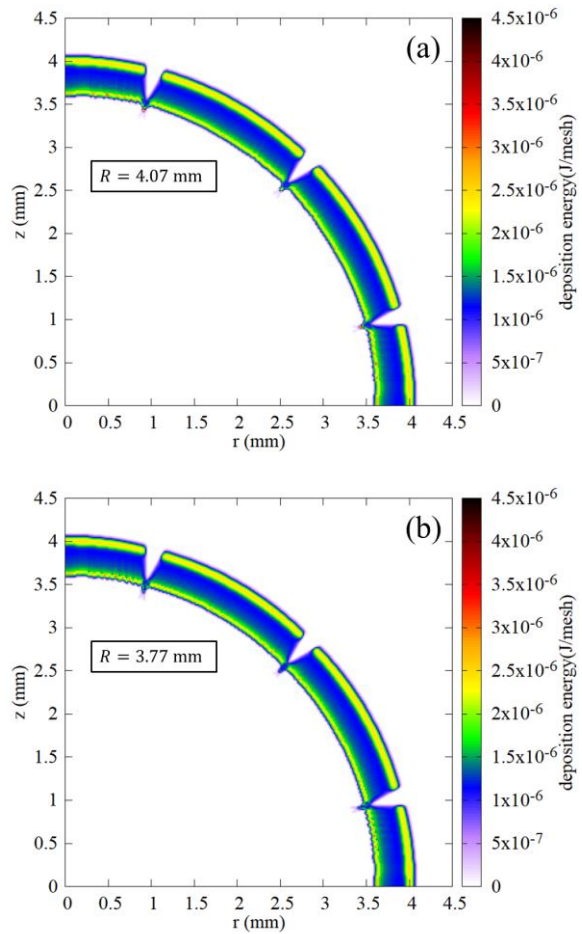 (a)
R = 4.07 mm
z (mm)
4.5
4
3.5
3
2.5
2
1.5
1
0.5
0
0 0.5 1 1.5 2 2.5 3 3.5 4 4.5
r (mm)
4.5x10⁻⁶
4x10⁻⁶
3.5x10⁻⁶
3x10⁻⁶
2.5x10⁻⁶
2x10⁻⁶
1.5x10⁻⁶
1x10⁻⁶
5x10⁻⁷
0
deposition energy(J/mesh)
(b)
R = 3.77 mm
z (mm)
4.5
4
3.5
3
2.5
2
1.5
1
0.5
0
0 0.5 1 1.5 2 2.5 3 3.5 4 4.5
r (mm)
4.5x10⁻⁶
4x10⁻⁶
3.5x10⁻⁶
3x10⁻⁶
2.5x10⁻⁶
2x10⁻⁶
1.5x10⁻⁶
1x10⁻⁶
5x10⁻⁷
0
deposition energy(J/mesh)